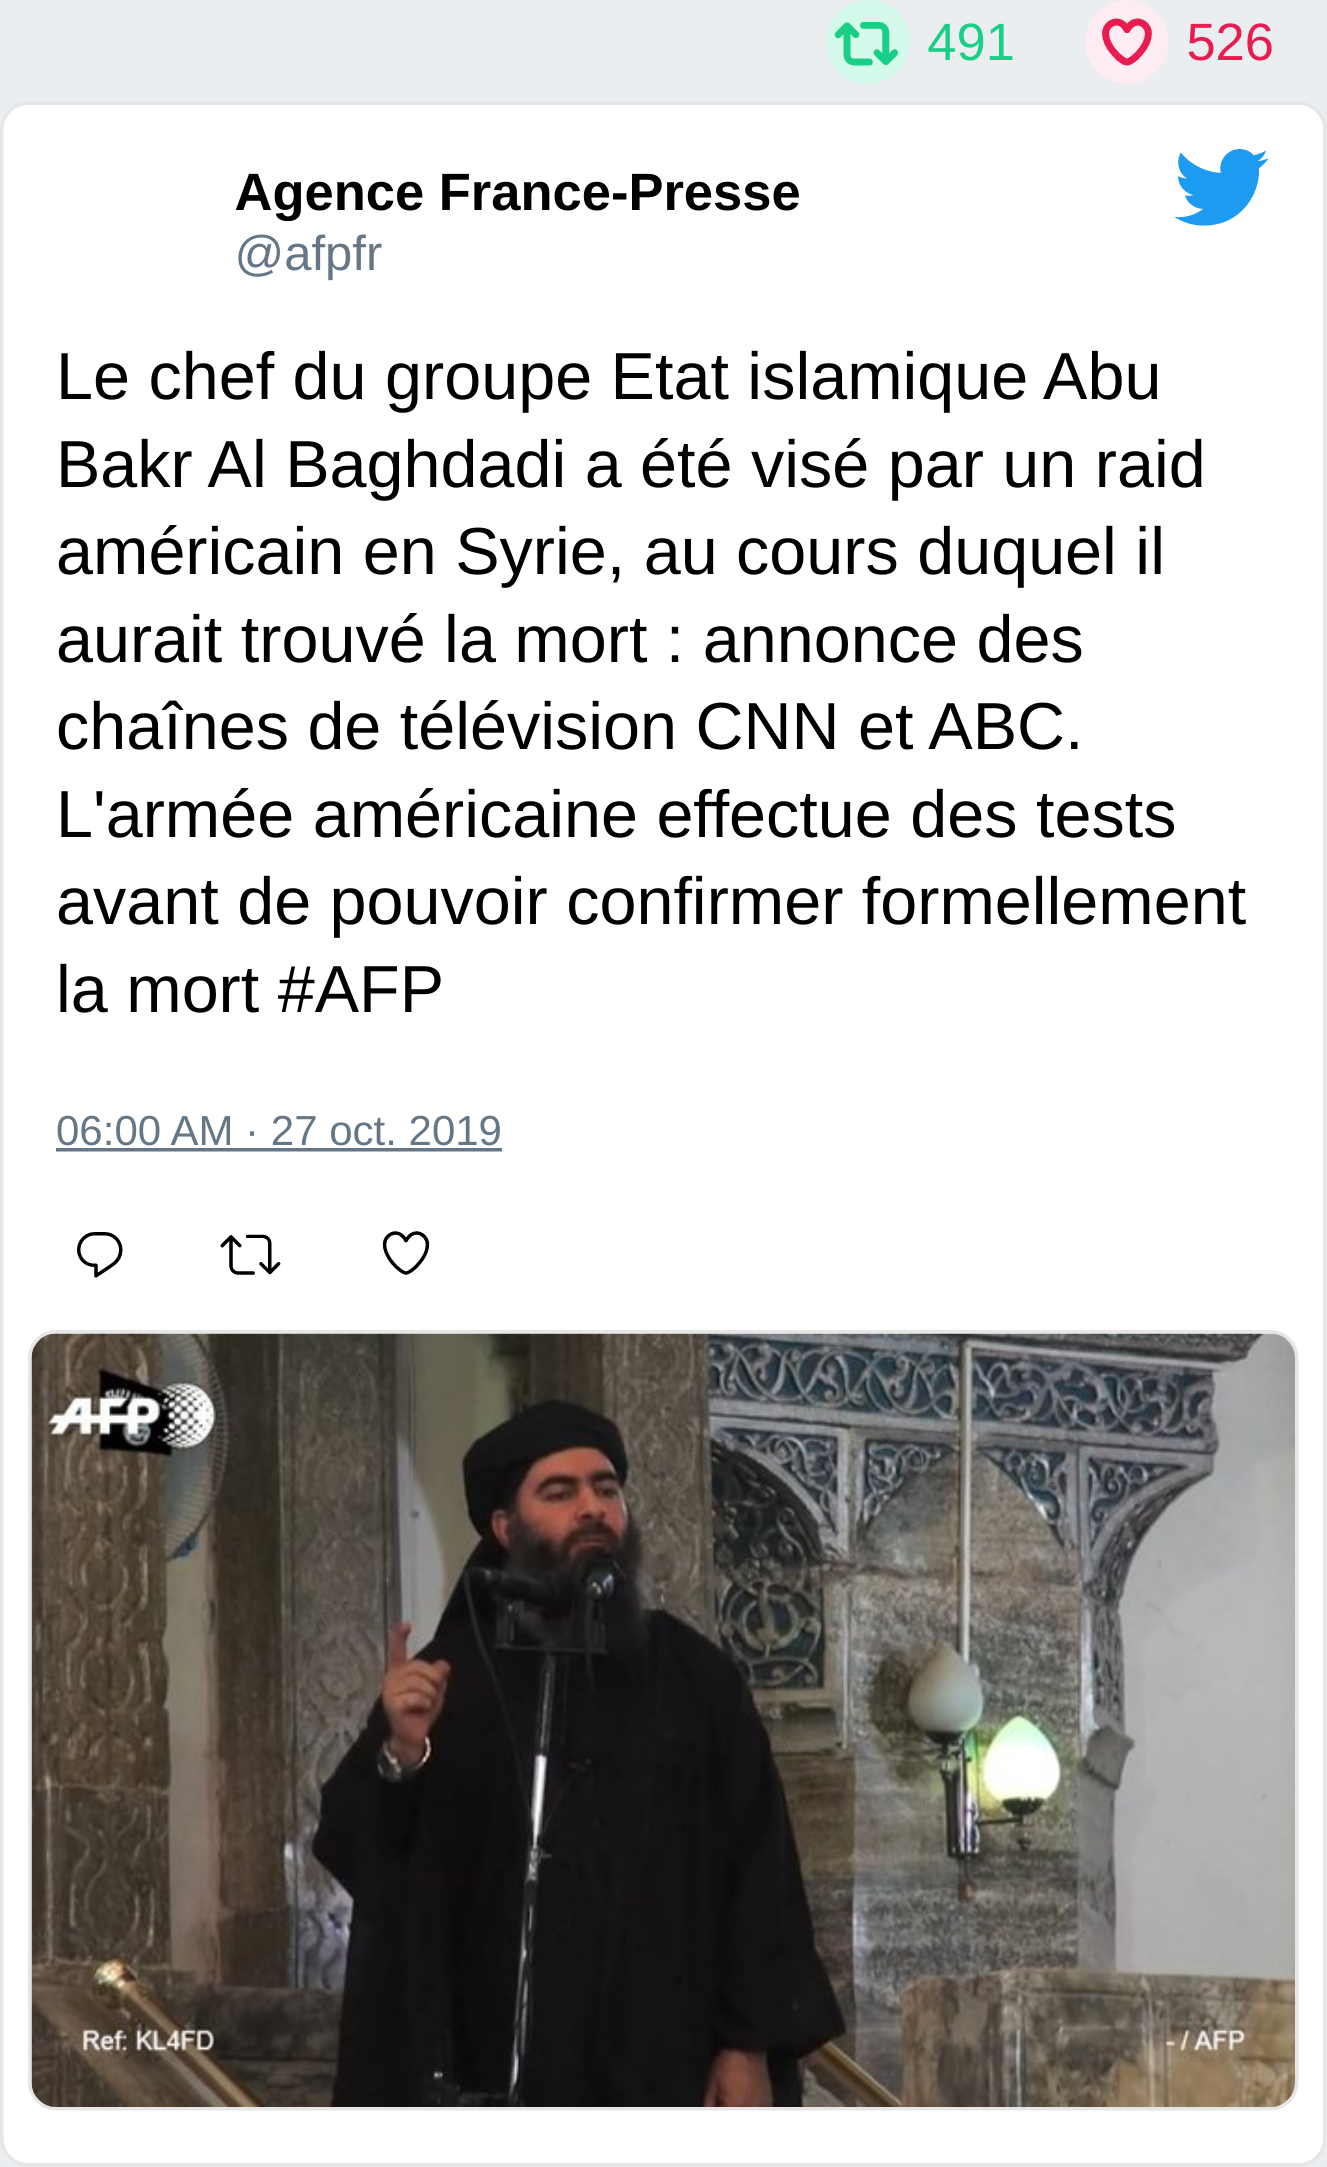 491 526
Agence France-Presse
@afpfr
Le chef du groupe Etat islamique Abu
Bakr Al Baghdadi a été visé par un raid
américain en Syrie, au cours duquel il
aurait trouvé la mort : annonce des
chaînes de télévision CNN et ABC.
L'armée américaine effectue des tests
avant de pouvoir confirmer formellement
la mort #AFP
06:00 AM · 27 oct. 2019
AFP
Ref: KL4FD
- / AFP